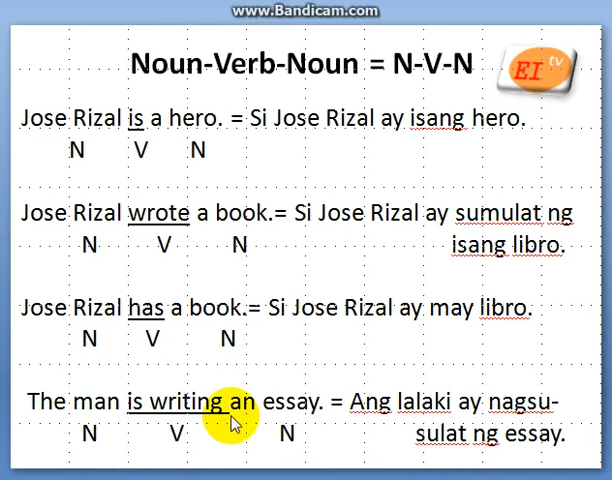 www.Bandicam.com
Noun-Verb-Noun = N-V-N
EI tv
Jose Rizal is a hero. = Si Jose Rizal ay isang hero.
N V N
Jose Rizal wrote a book.= Si Jose Rizal ay sumulat ng
N V N isang libro.
Jose Rizal has a book.= Si Jose Rizal ay may libro.
N V N
The man is writing an essay. = Ang lalaki ay nagsu-
N V N sulat ng essay.